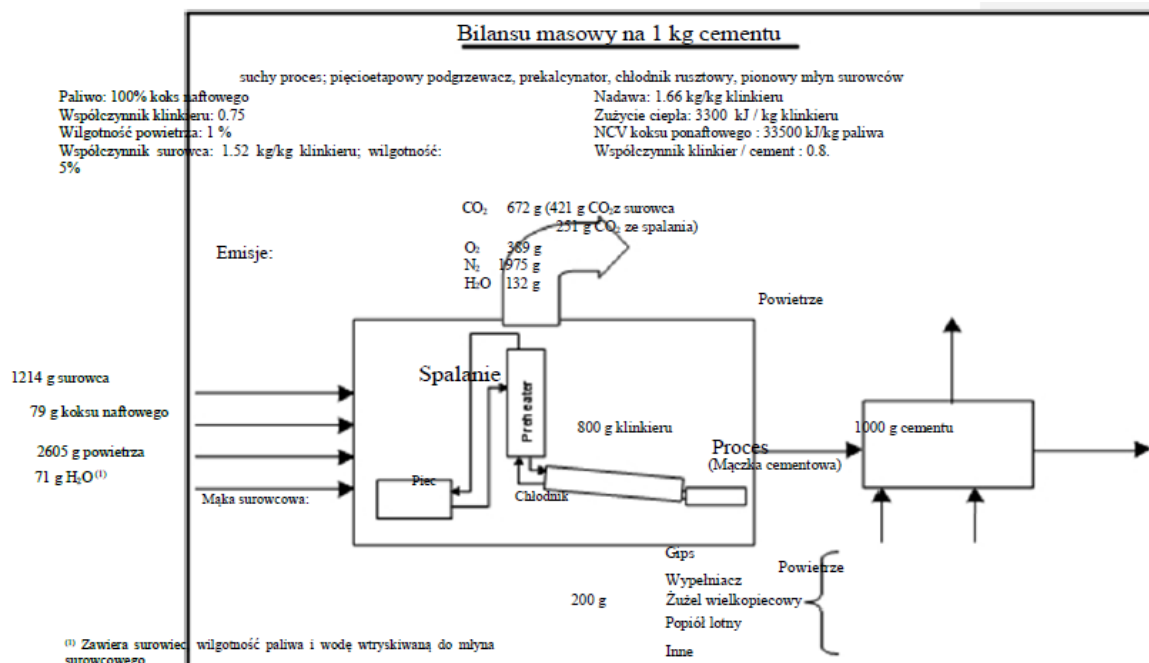 Bilansu masowy na 1 kg cementu
suchy proces; pięcioetapowy podgrzewacz, prekalcynator, chłodnik rusztowy, pionowy młyn surowców
Paliwo: 100% koks naftowego
Współczynnik klinkieru: 0.75
Wilgotność powietrza: 1 %
Współczynnik surowca: 1.52 kg/kg klinkieru; wilgotność:
5%
Nadawa: 1.66 kg/kg klinkieru
Zużycie ciepła: 3300 kJ / kg klinkieru
NCV koksu ponaftowego : 33500 kJ/kg paliwa
Współczynnik klinkier / cement : 0.8.
Emisje:
CO₂ 672 g (421 g CO₂z surowca
251 g CO₂ ze spalania)
O₂ 389 g
N₂ 1975 g
H₂O 132 g
Powietrze
1214 g surowca
79 g koksu naftowego
2605 g powietrza
71 g H₂O⁽¹⁾
Mąka surowcowa:
Spalanie
Preheater
Piec
Chłodnik
800 g klinkieru
Proces
(Mączka cementowa)
1000 g cementu
200 g
Gips
Wypełniacz
Żużel wielkopiecowy
Popiół lotny
Inne
Powietrze
⁽¹⁾ Zawiera surowiec, wilgotność paliwa i wodę wtryskiwaną do młyna
surowcowego